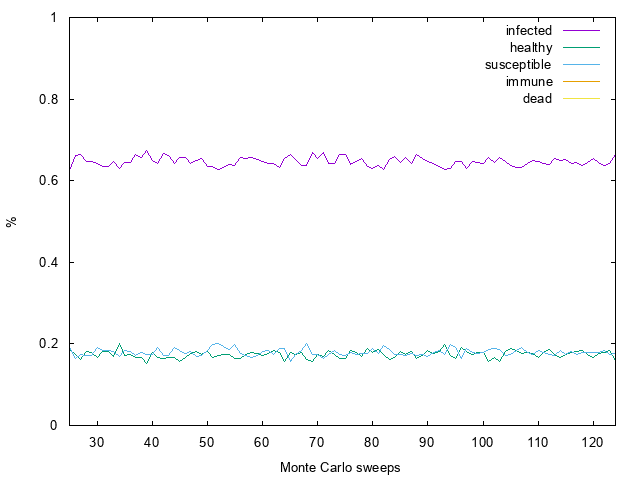 1
0.8
0.6
0.4
0.2
0
%
infected
healthy
susceptible
immune
dead
30 40 50 60 70 80 90 100 110 120
Monte Carlo sweeps